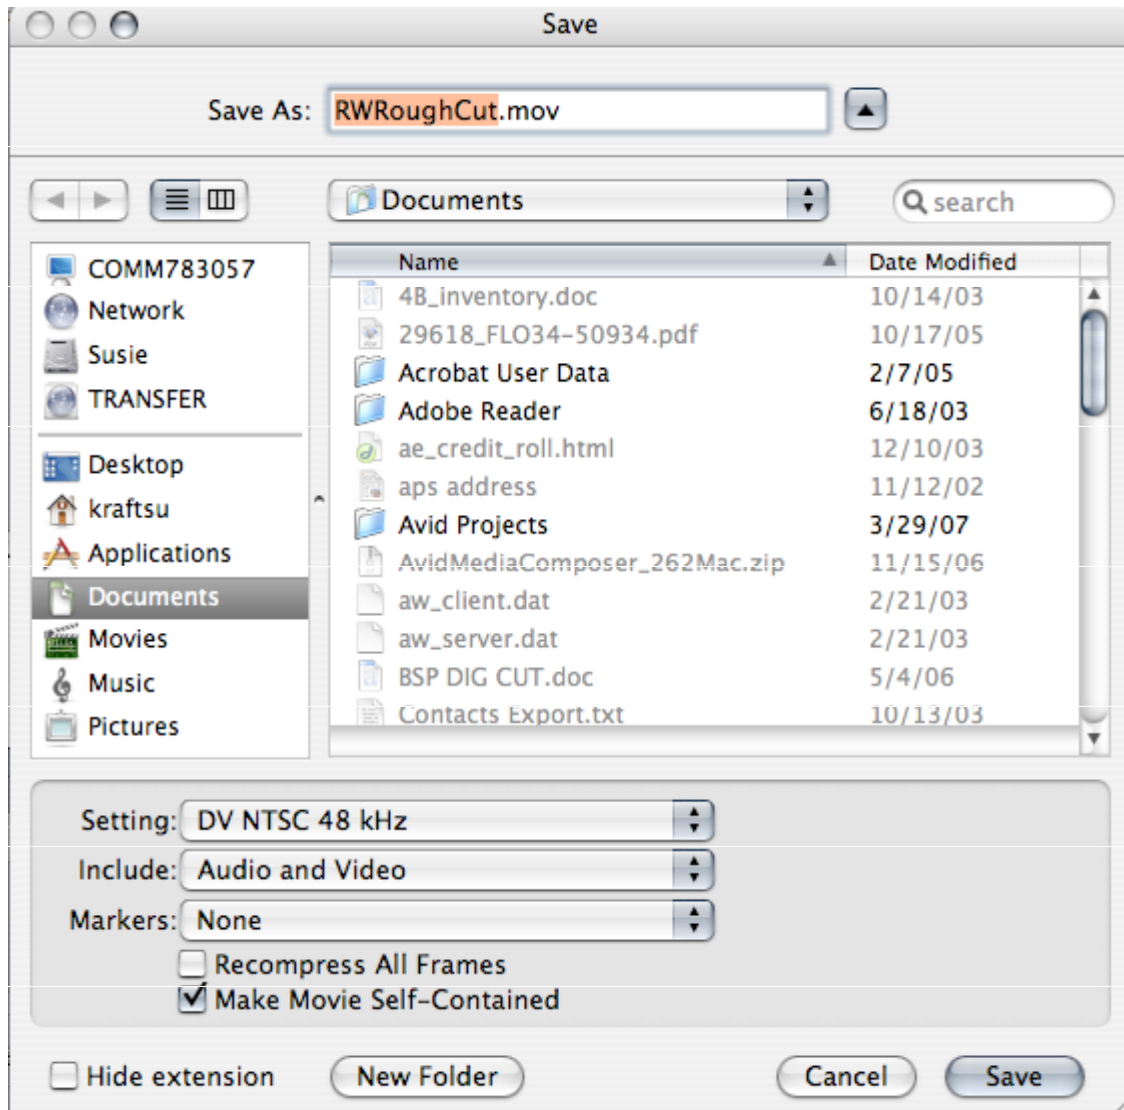 Save
Save As: RWRoughCut.mov
Documents
search
COMM783057
Network
Susie
TRANSFER
Desktop
kraftsu
Applications
Documents
Movies
Music
Pictures
Name Date Modified
4B_inventory.doc 10/14/03
29618_FLO34-50934.pdf 10/17/05
Acrobat User Data 2/7/05
Adobe Reader 6/18/03
ae_credit_roll.html 12/10/03
aps address 11/12/02
Avid Projects 3/29/07
AvidMediaComposer_262Mac.zip 11/15/06
aw_client.dat 2/21/03
aw_server.dat 2/21/03
BSP DIG CUT.doc 5/4/06
Contacts Export.txt 10/13/03
Setting: DV NTSC 48 kHz
Include: Audio and Video
Markers: None
Recompress All Frames
Make Movie Self-Contained
Hide extension New Folder Cancel Save